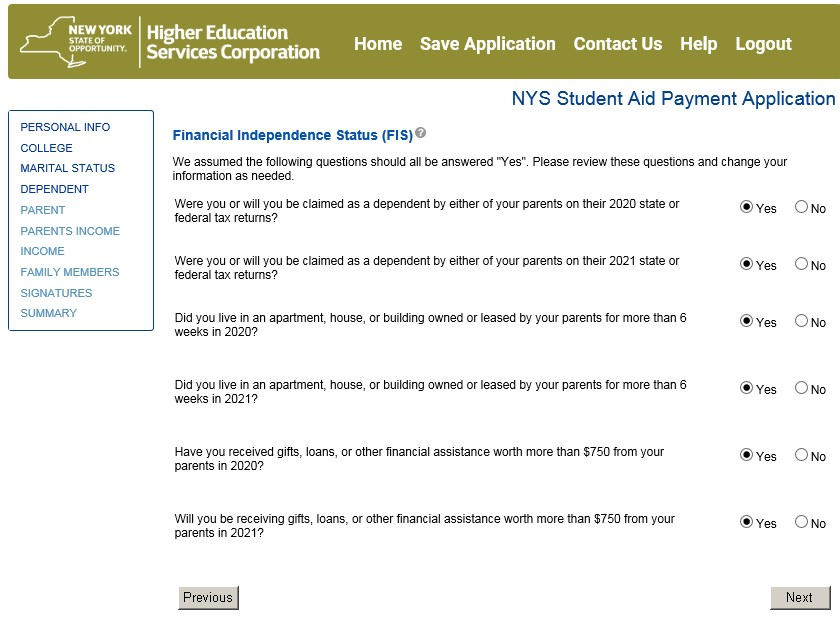 NEW YORK
STATE OF
OPPORTUNITY.
Higher Education
Services Corporation
Home Save Application Contact Us Help Logout
NYS Student Aid Payment Application
PERSONAL INFO
COLLEGE
MARITAL STATUS
DEPENDENT
PARENT
PARENTS INCOME
INCOME
FAMILY MEMBERS
SIGNATURES
SUMMARY
Financial Independence Status (FIS) ?
We assumed the following questions should all be answered "Yes". Please review these questions and change your
information as needed.
Were you or will you be claimed as a dependent by either of your parents on their 2020 state or
federal tax returns?
Yes No
Were you or will you be claimed as a dependent by either of your parents on their 2021 state or
federal tax returns?
Yes No
Did you live in an apartment, house, or building owned or leased by your parents for more than 6
weeks in 2020?
Yes No
Did you live in an apartment, house, or building owned or leased by your parents for more than 6
weeks in 2021?
Yes No
Have you received gifts, loans, or other financial assistance worth more than $750 from your
parents in 2020?
Yes No
Will you be receiving gifts, loans, or other financial assistance worth more than $750 from your
parents in 2021?
Yes No
Previous Next